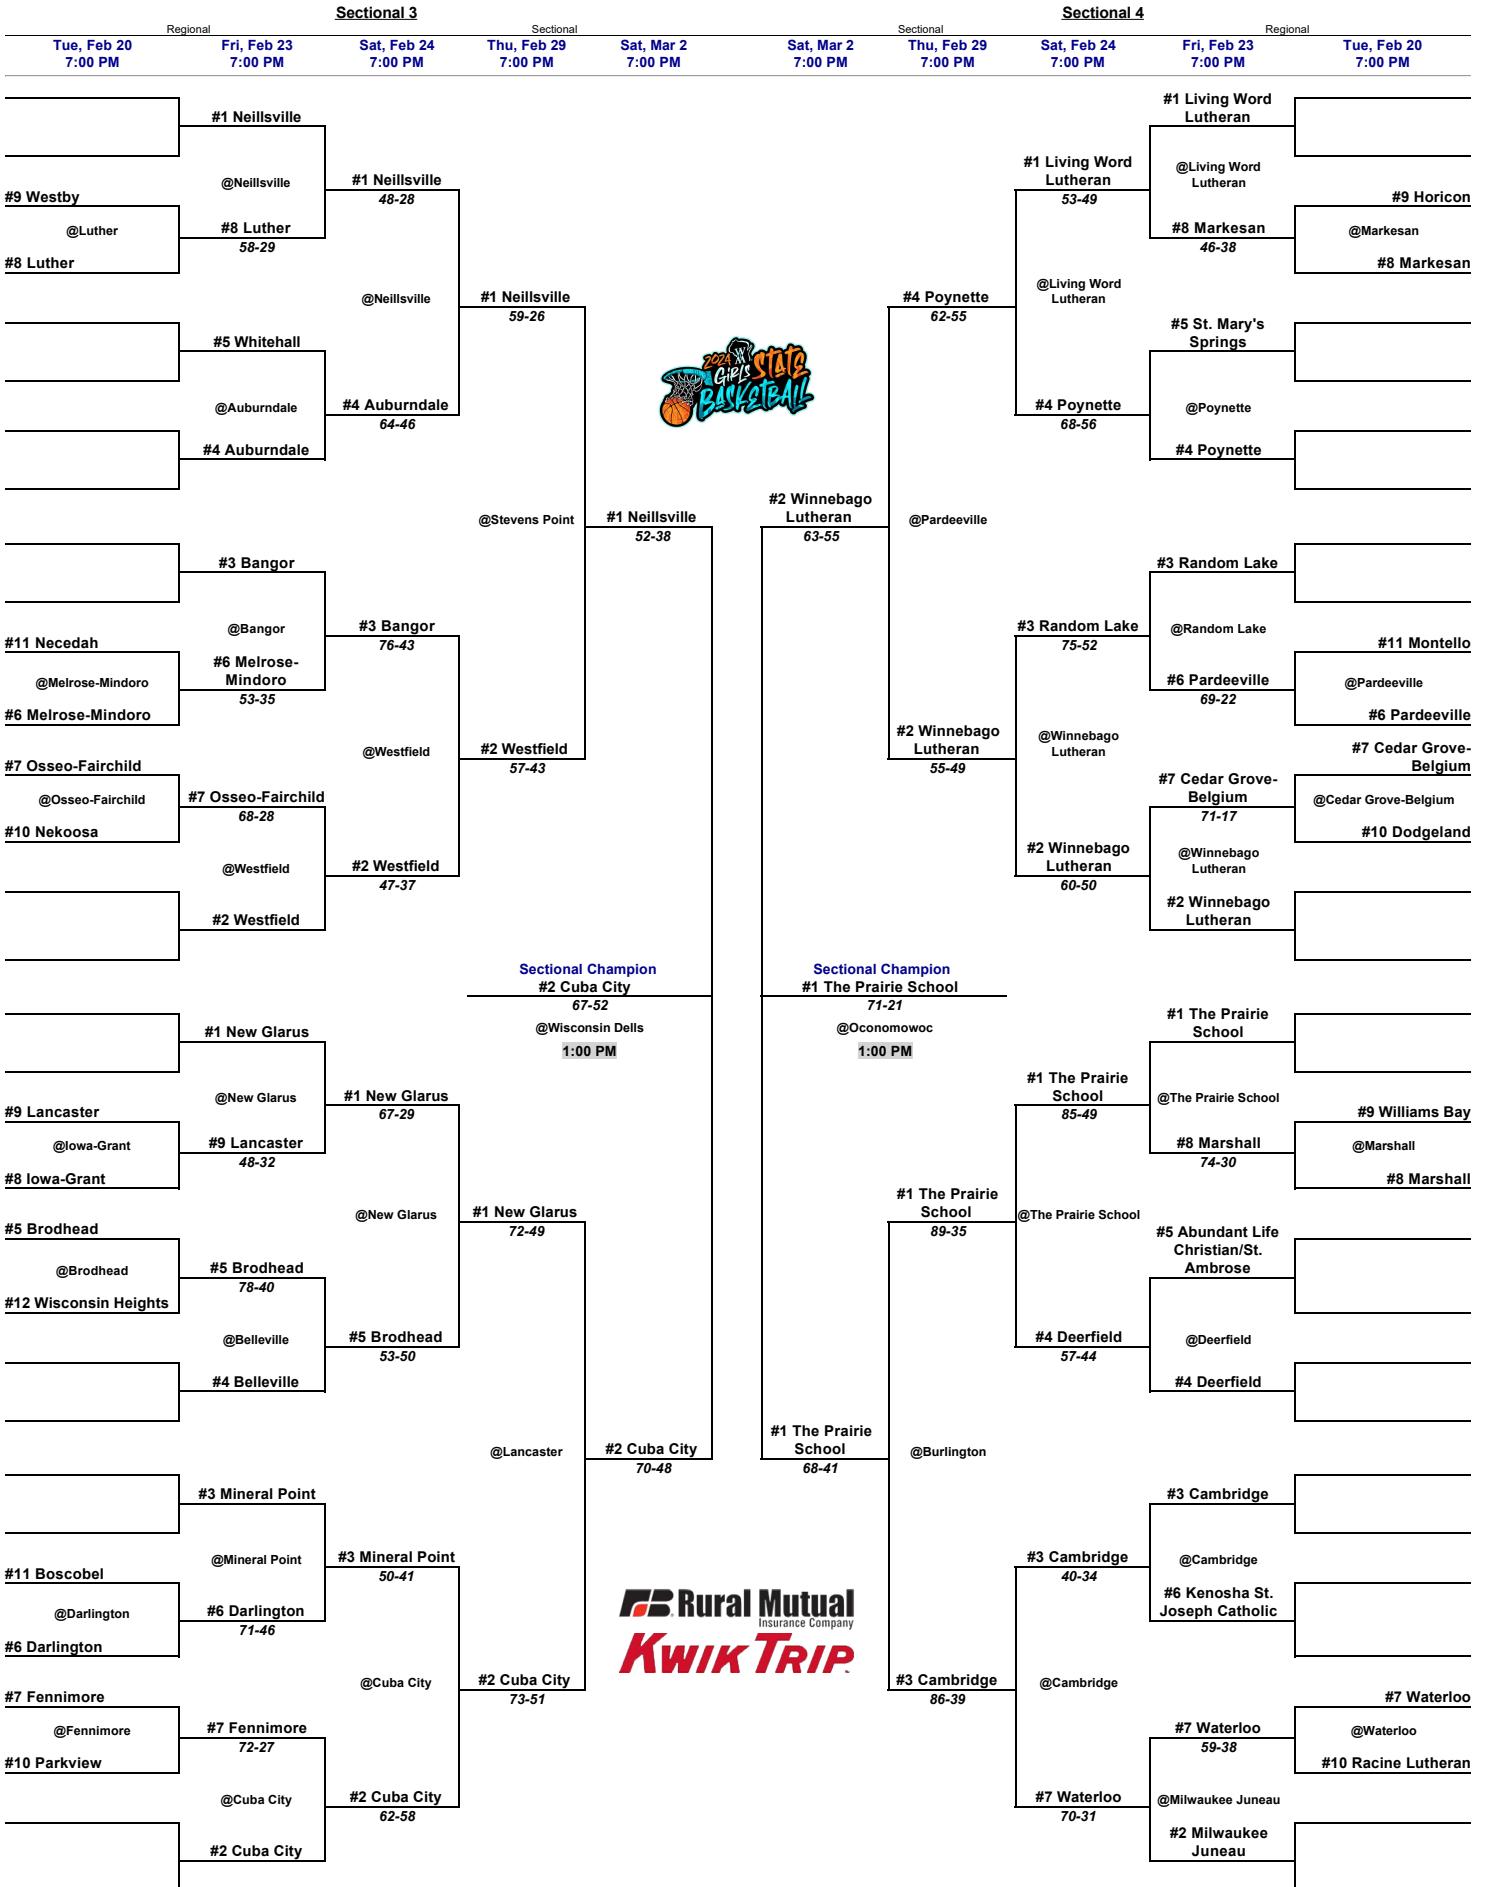 Sectional 3
Sectional 4
Regional
Sectional
Sectional
Regional
Tue, Feb 20
7:00 PM
Fri, Feb 23
7:00 PM
Sat, Feb 24
7:00 PM
Thu, Feb 29
7:00 PM
Sat, Mar 2
7:00 PM
Sat, Mar 2
7:00 PM
Thu, Feb 29
7:00 PM
Sat, Feb 24
7:00 PM
Fri, Feb 23
7:00 PM
Tue, Feb 20
7:00 PM
#9 Westby
@Luther
#8 Luther
#11 Necedah
@Melrose-Mindoro
#6 Melrose-Mindoro
#7 Osseo-Fairchild
@Osseo-Fairchild
#10 Nekoosa
#9 Lancaster
@Iowa-Grant
#8 Iowa-Grant
#5 Brodhead
@Brodhead
#12 Wisconsin Heights
#11 Boscobel
@Darlington
#6 Darlington
#7 Fennimore
@Fennimore
#10 Parkview
#1 Neillsville
@Neillsville
#8 Luther
58-29
#5 Whitehall
@Auburndale
#4 Auburndale
#3 Bangor
@Bangor
#6 Melrose-
Mindoro
53-35
#7 Osseo-Fairchild
68-28
@Westfield
#2 Westfield
#1 New Glarus
@New Glarus
#9 Lancaster
48-32
#5 Brodhead
78-40
@Belleville
#4 Belleville
#3 Mineral Point
@Mineral Point
#6 Darlington
71-46
#7 Fennimore
72-27
@Cuba City
#2 Cuba City
#1 Neillsville
48-28
@Neillsville
#4 Auburndale
64-46
#3 Bangor
76-43
@Westfield
#2 Westfield
47-37
#1 New Glarus
67-29
@New Glarus
#5 Brodhead
53-50
#3 Mineral Point
50-41
@Cuba City
#2 Cuba City
62-58
#1 Neillsville
59-26
@Stevens Point
#2 Westfield
57-43
#1 New Glarus
72-49
@Lancaster
#2 Cuba City
73-51
#1 Neillsville
52-38
Sectional Champion
#2 Cuba City
67-52
@Wisconsin Dells
1:00 PM
#2 Cuba City
70-48
2024
GIRLS STATE
BASKETBALL
Rural Mutual
Insurance Company
KWIK TRIP
#2 Winnebago
Lutheran
63-55
Sectional Champion
#1 The Prairie School
71-21
@Oconomowoc
1:00 PM
#1 The Prairie
School
68-41
#4 Poynette
62-55
@Pardeeville
#2 Winnebago
Lutheran
55-49
#1 The Prairie
School
89-35
@Burlington
#3 Cambridge
86-39
#1 Living Word
Lutheran
53-49
@Living Word
Lutheran
#4 Poynette
68-56
#3 Random Lake
75-52
@Winnebago
Lutheran
#2 Winnebago
Lutheran
60-50
#1 The Prairie
School
85-49
@The Prairie School
#4 Deerfield
57-44
#3 Cambridge
40-34
@Cambridge
#7 Waterloo
70-31
#1 Living Word
Lutheran
@Living Word
Lutheran
#8 Markesan
46-38
#5 St. Mary's
Springs
@Poynette
#4 Poynette
#3 Random Lake
@Random Lake
#6 Pardeeville
69-22
#7 Cedar Grove-
Belgium
71-17
@Winnebago
Lutheran
#2 Winnebago
Lutheran
#1 The Prairie
School
@The Prairie School
#8 Marshall
74-30
#5 Abundant Life
Christian/St.
Ambrose
@Deerfield
#4 Deerfield
#3 Cambridge
@Cambridge
#6 Kenosha St.
Joseph Catholic
#7 Waterloo
59-38
@Milwaukee Juneau
#2 Milwaukee
Juneau
#9 Horicon
@Markesan
#8 Markesan
#11 Montello
@Pardeeville
#6 Pardeeville
#7 Cedar Grove-
Belgium
@Cedar Grove-Belgium
#10 Dodgeland
#9 Williams Bay
@Marshall
#8 Marshall
#7 Waterloo
@Waterloo
#10 Racine Lutheran